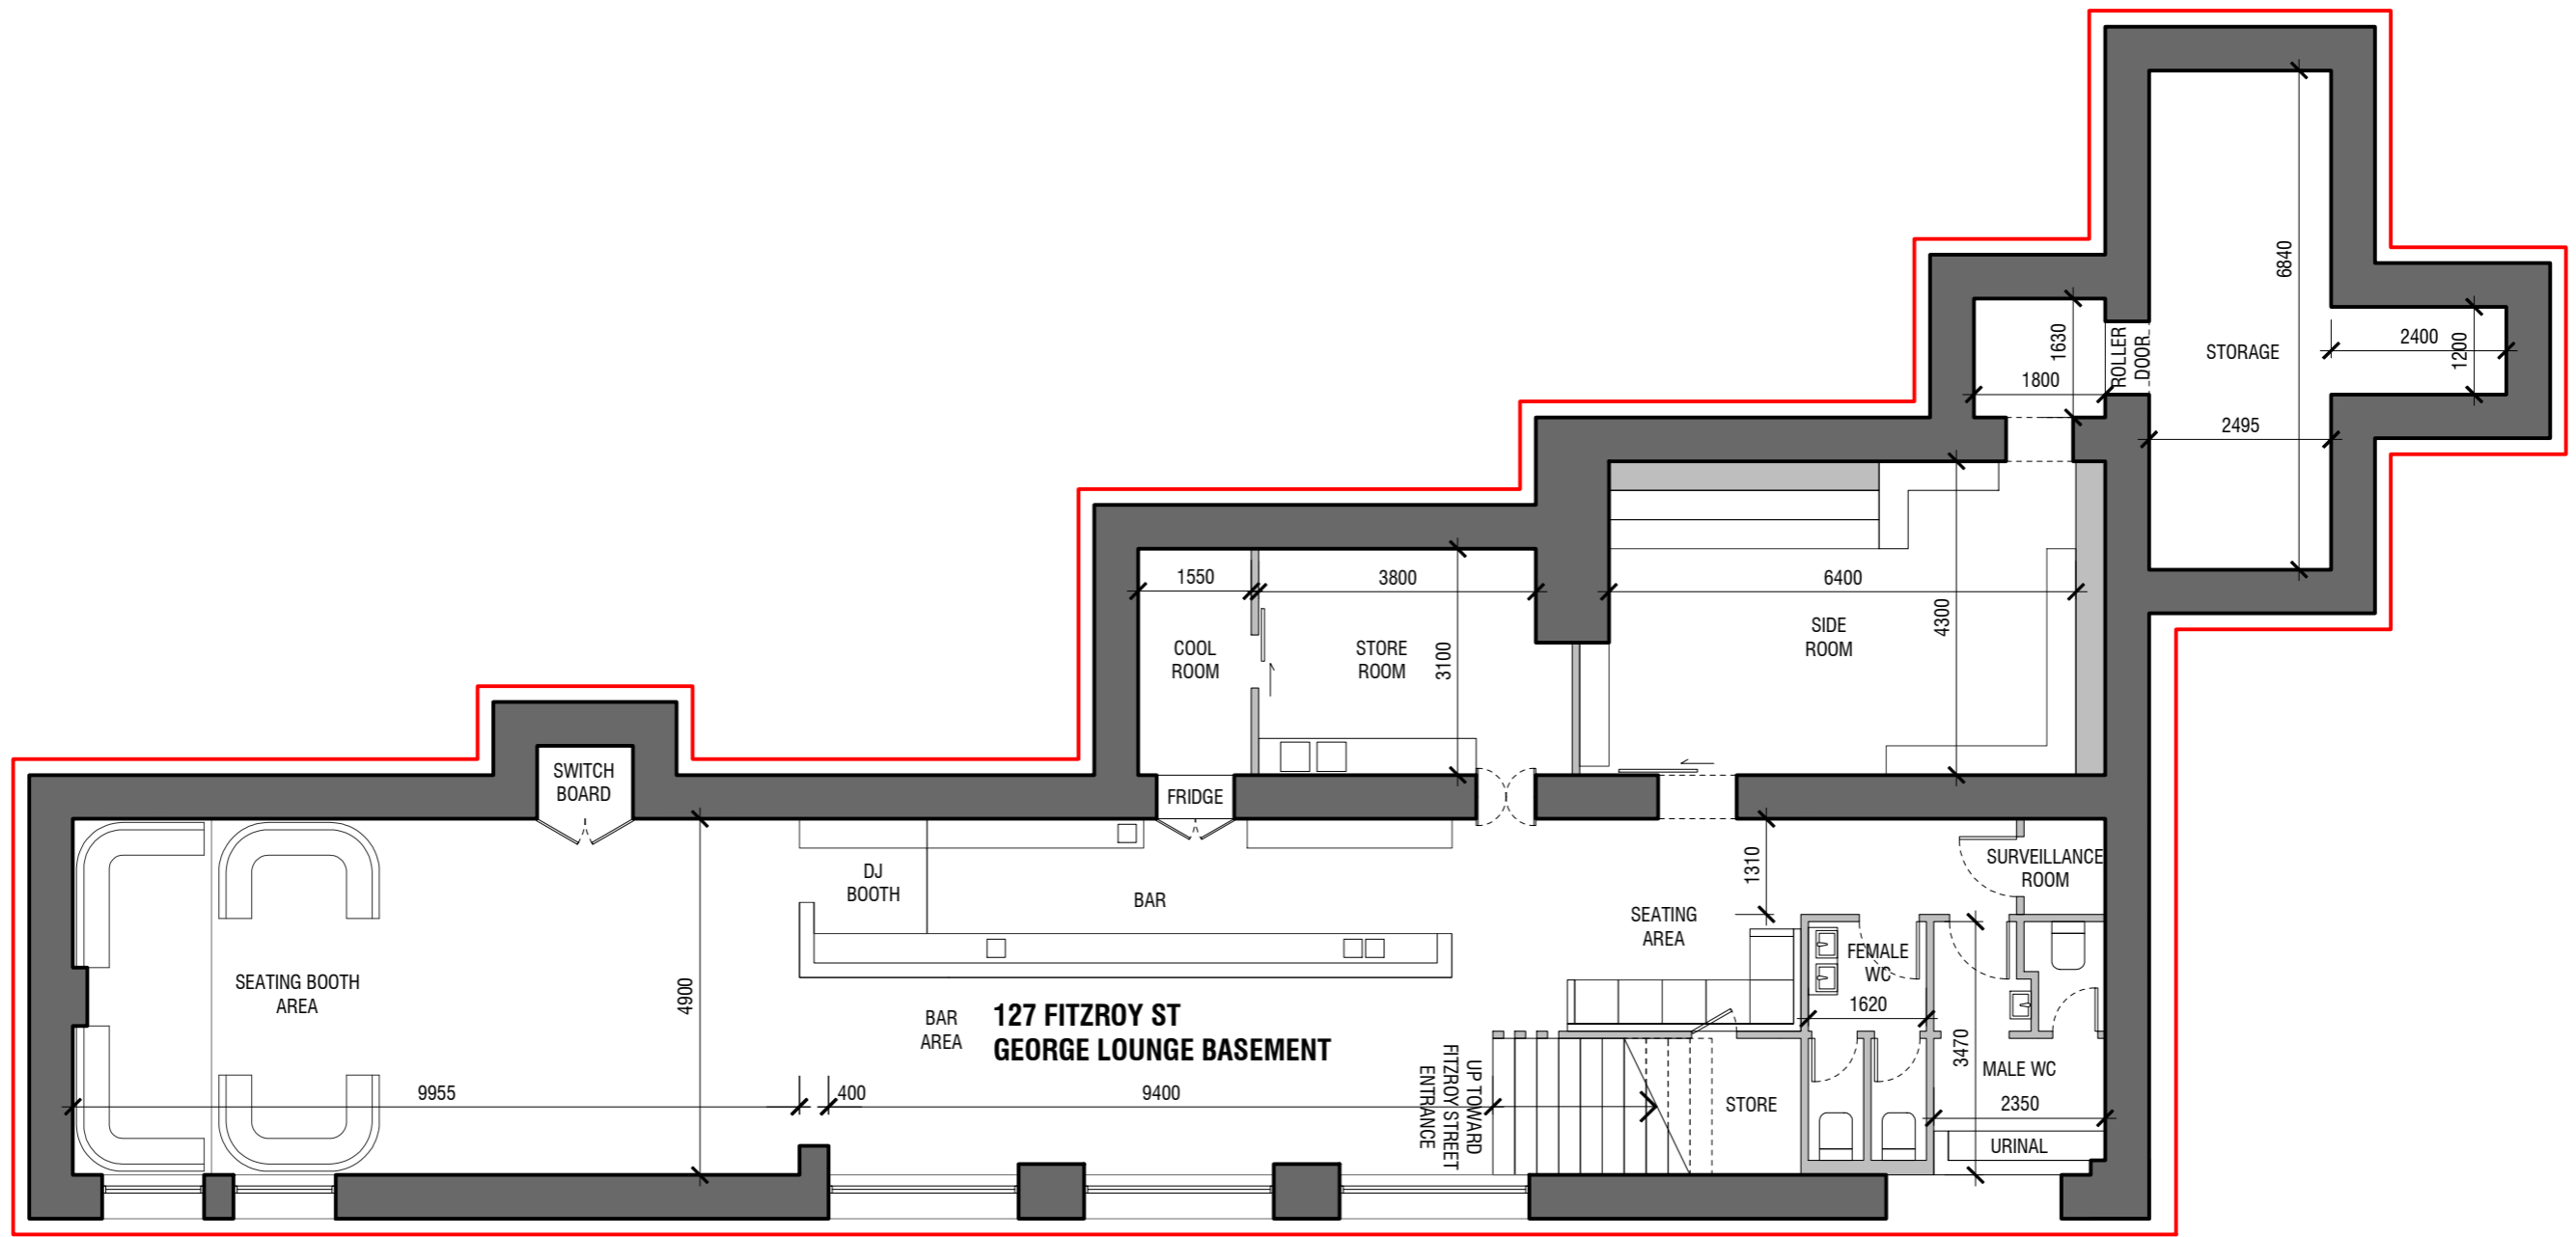 6840
1630
ROLLER
DOOR
STORAGE
2400
1200
1800
2495
1550
3800
6400
4300
SIDE
ROOM
COOL
ROOM
STORE
ROOM
3100
SWITCH
BOARD
FRIDGE
DJ
BOOTH
BAR
1310
SURVEILLANCE
ROOM
SEATING
AREA
FEMALE
WC
1620
SEATING BOOTH
AREA
4900
BAR
AREA
127 FITZROY ST
GEORGE LOUNGE BASEMENT
UP TOWARD
FITZROY STREET
ENTRANCE
3470
MALE WC
9955
400
9400
STORE
2350
URINAL